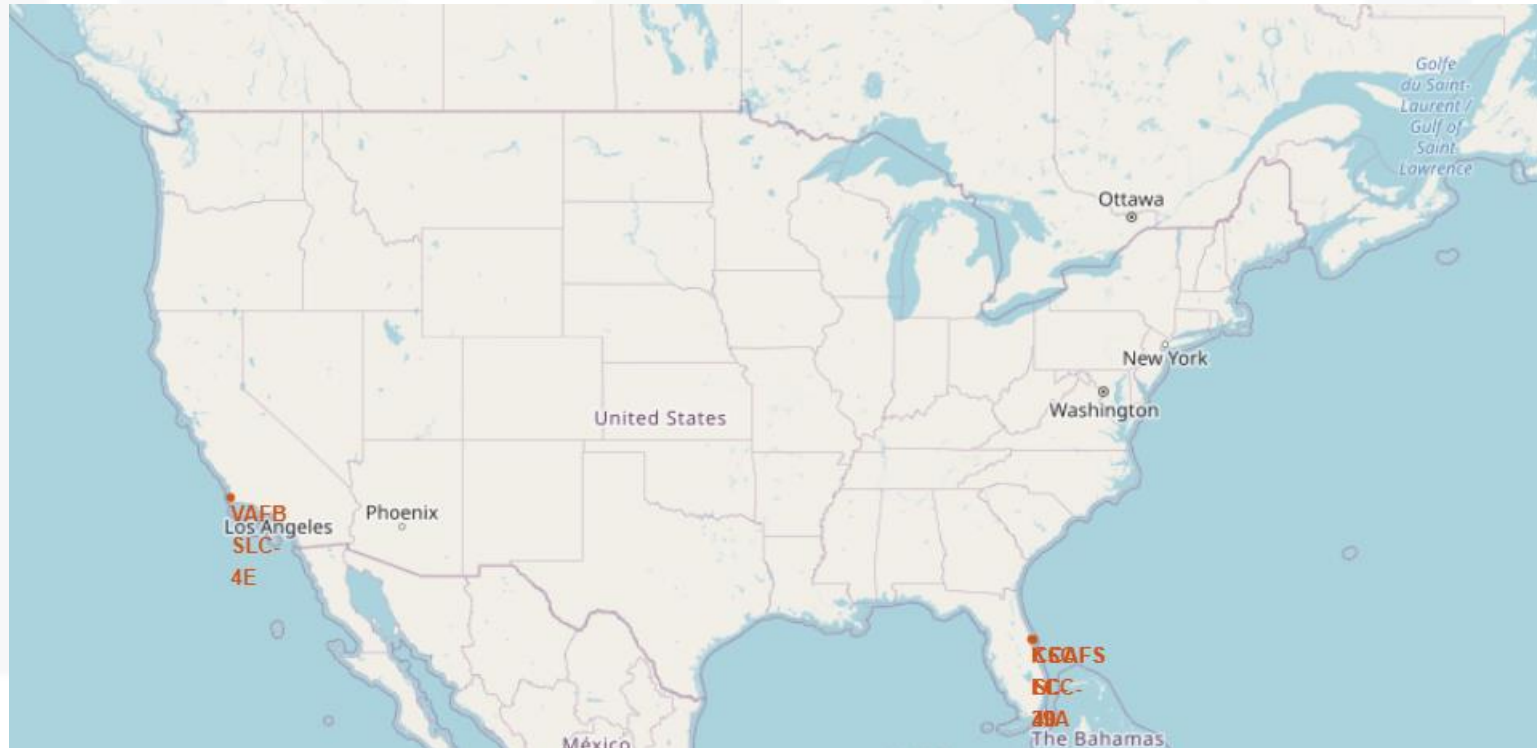 Golfe
du Saint-
Laurent /
Gulf of
Saint
Lawrence
Ottawa
New York
Washington
United States
Phoenix
VAFB
Los Angeles
SLC-
4E
México
The Bahamas